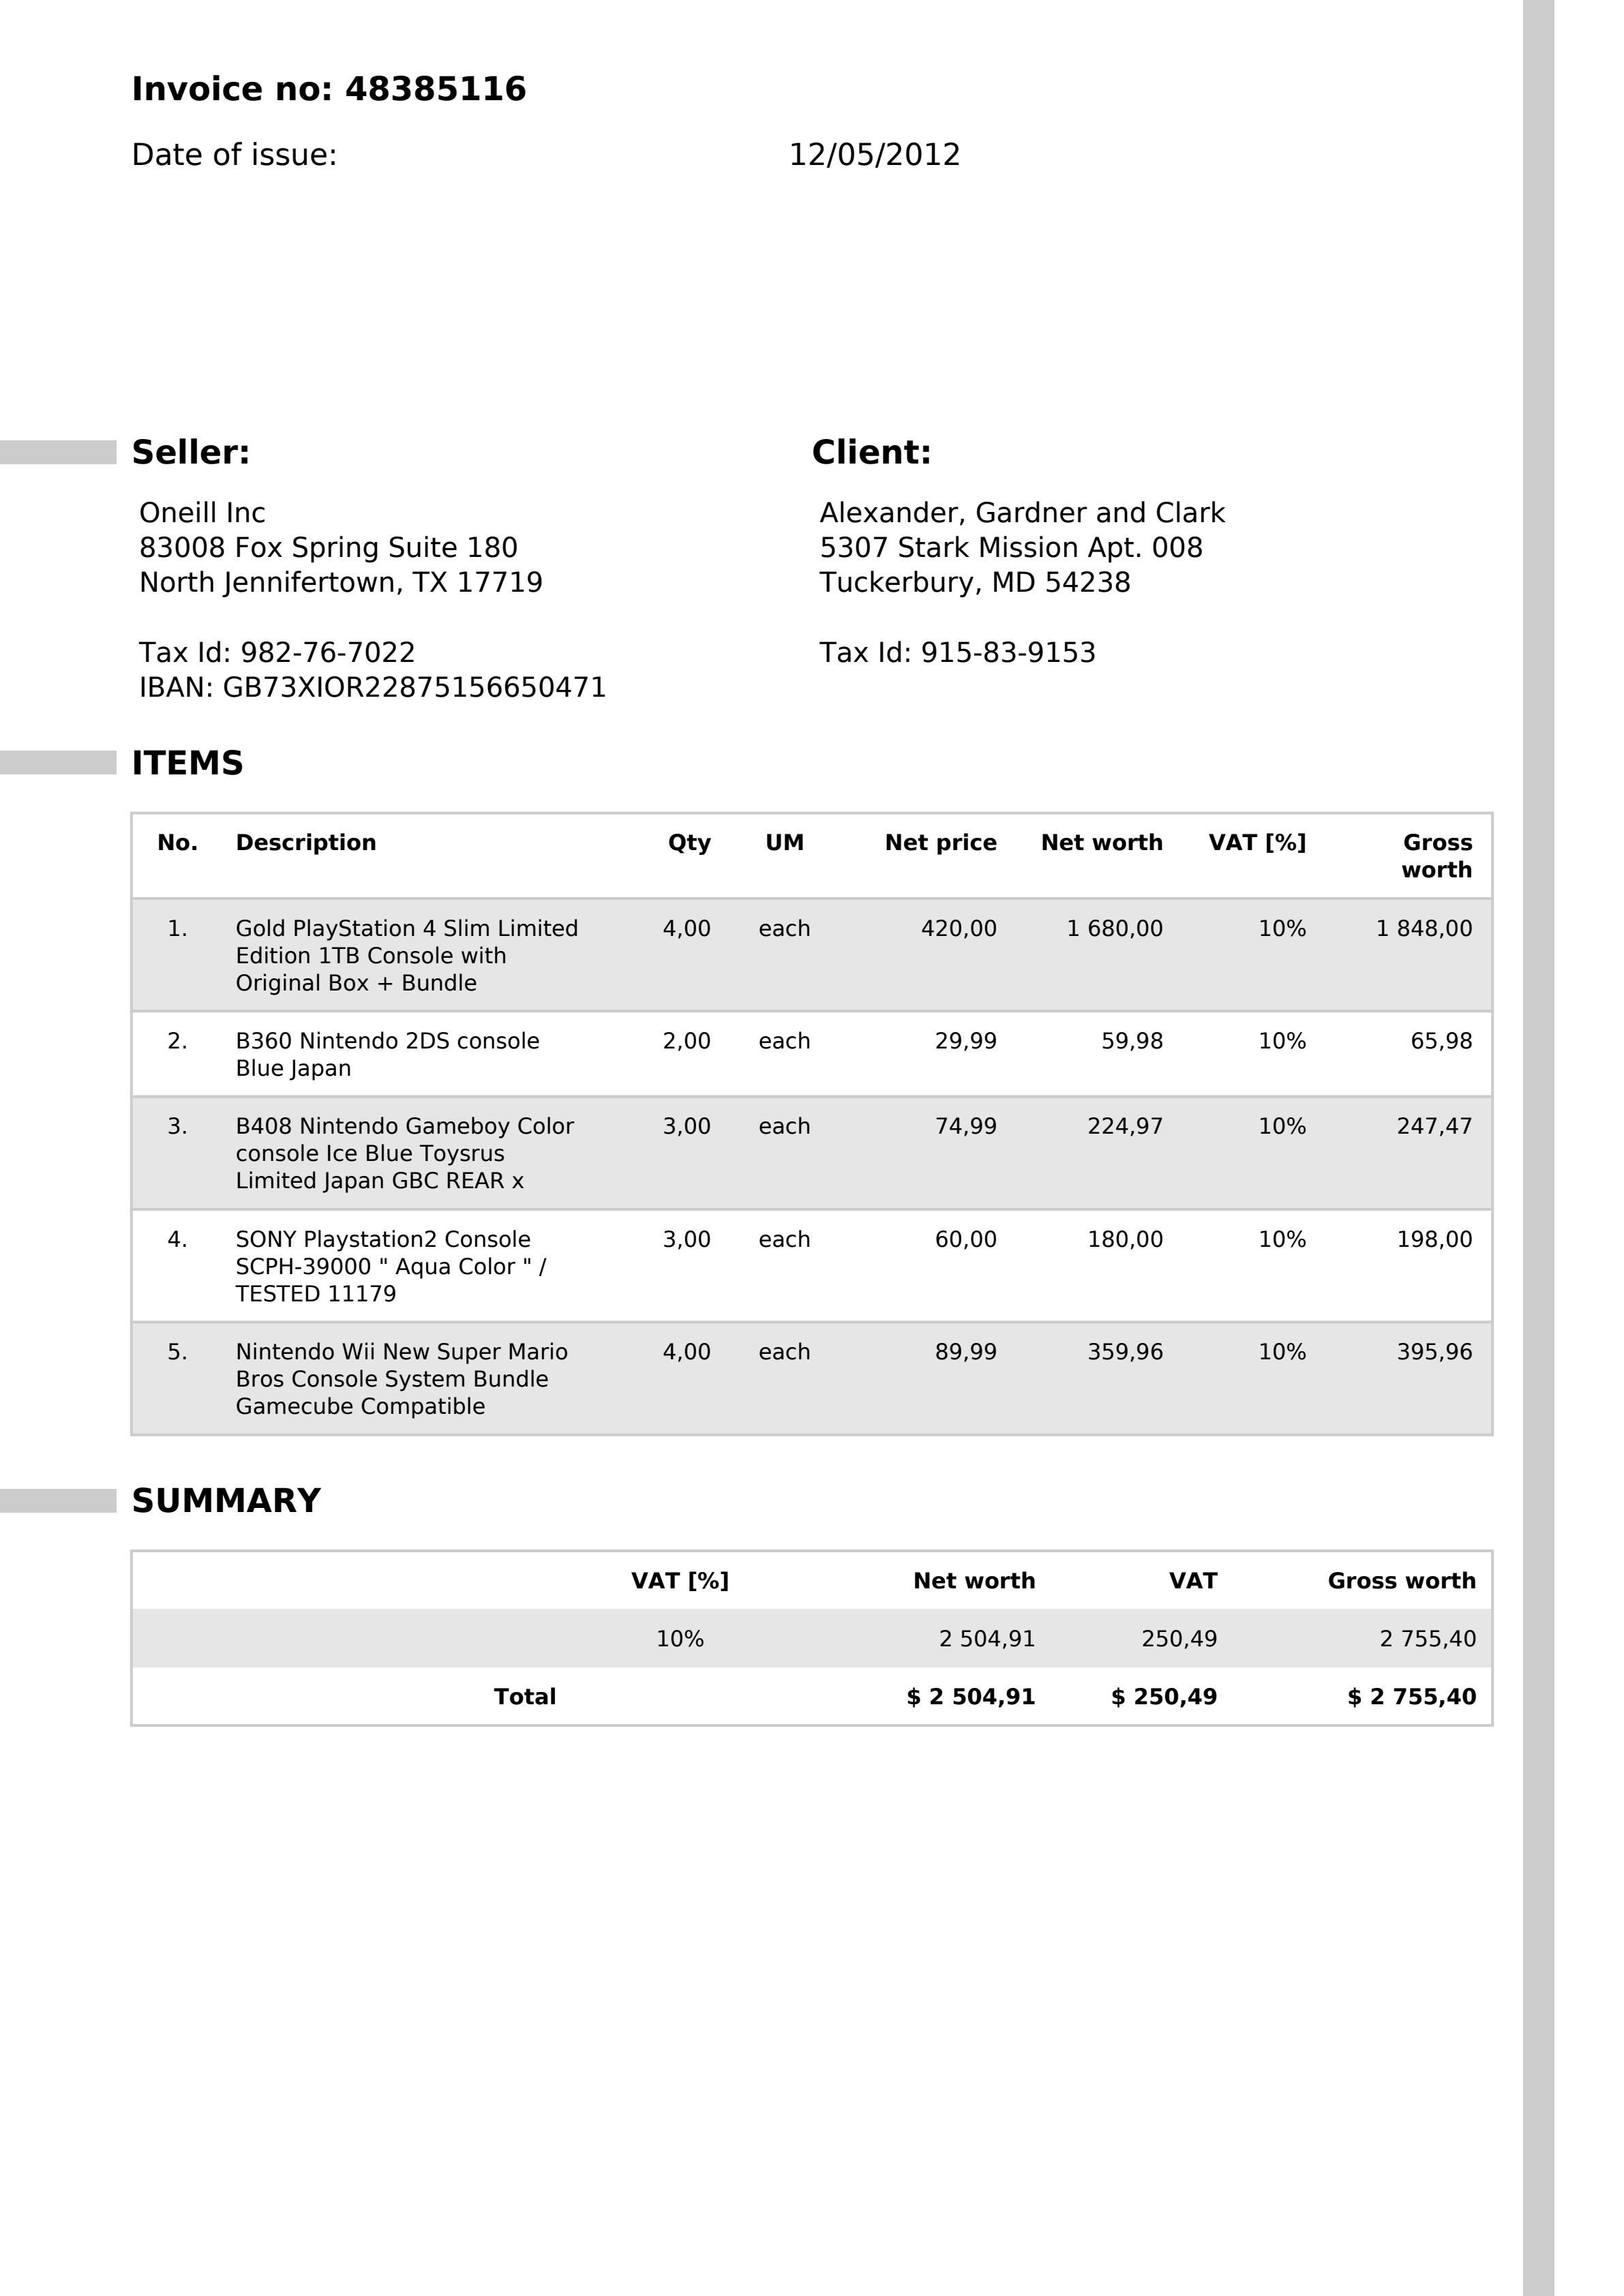 Invoice no: 48385116
Date of issue: 12/05/2012
Seller:
Oneill Inc
83008 Fox Spring Suite 180
North Jennifertown, TX 17719
Tax Id: 982-76-7022
IBAN: GB73XIOR22875156650471
Client:
Alexander, Gardner and Clark
5307 Stark Mission Apt. 008
Tuckerbury, MD 54238
Tax Id: 915-83-9153
ITEMS
No. Description Qty UM Net price Net worth VAT [%] Gross
worth
1. Gold PlayStation 4 Slim Limited 4,00 each 420,00 1 680,00 10% 1 848,00
Edition 1TB Console with
Original Box + Bundle
2. B360 Nintendo 2DS console 2,00 each 29,99 59,98 10% 65,98
Blue Japan
3. B408 Nintendo Gameboy Color 3,00 each 74,99 224,97 10% 247,47
console Ice Blue Toysrus
Limited Japan GBC REAR x
4. SONY Playstation2 Console 3,00 each 60,00 180,00 10% 198,00
SCPH-39000 " Aqua Color " /
TESTED 11179
5. Nintendo Wii New Super Mario 4,00 each 89,99 359,96 10% 395,96
Bros Console System Bundle
Gamecube Compatible
SUMMARY
VAT [%] Net worth VAT Gross worth
10% 2 504,91 250,49 2 755,40
Total $ 2 504,91 $ 250,49 $ 2 755,40